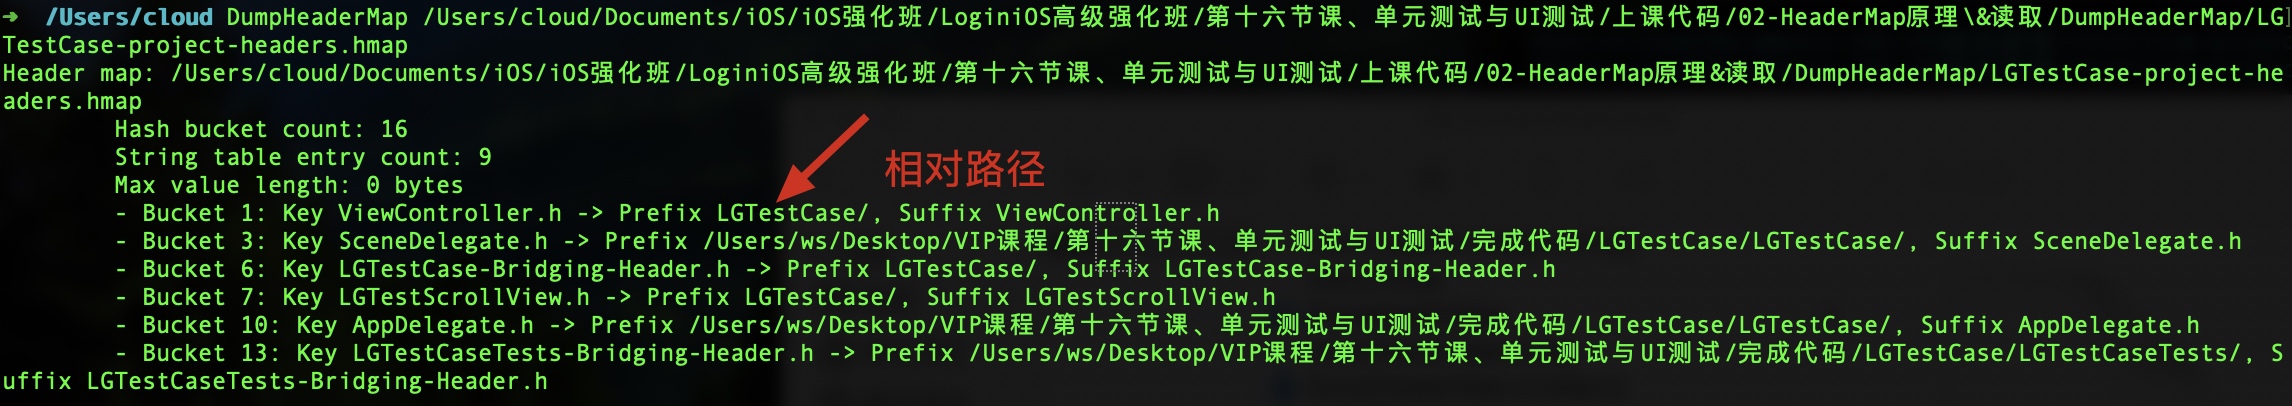 ➜ /Users/cloud DumpHeaderMap /Users/cloud/Documents/iOS/iOS强化班/LoginiOS高级强化班/第十六节课、单元测试与UI测试/上课代码/02-HeaderMap原理\&读取/DumpHeaderMap/LG
TestCase-project-headers.hmap
Header map: /Users/cloud/Documents/iOS/iOS强化班/LoginiOS高级强化班/第十六节课、单元测试与UI测试/上课代码/02-HeaderMap原理&读取/DumpHeaderMap/LGTestCase-project-he
aders.hmap
Hash bucket count: 16
String table entry count: 9
Max value length: 0 bytes
相对路径
- Bucket 1: Key ViewController.h -> Prefix LGTestCase/, Suffix ViewController.h
- Bucket 3: Key SceneDelegate.h -> Prefix /Users/ws/Desktop/VIP课程/第十六节课、单元测试与UI测试/完成代码/LGTestCase/LGTestCase/, Suffix SceneDelegate.h
- Bucket 6: Key LGTestCase-Bridging-Header.h -> Prefix LGTestCase/, Suffix LGTestCase-Bridging-Header.h
- Bucket 7: Key LGTestScrollView.h -> Prefix LGTestCase/, Suffix LGTestScrollView.h
- Bucket 10: Key AppDelegate.h -> Prefix /Users/ws/Desktop/VIP课程/第十六节课、单元测试与UI测试/完成代码/LGTestCase/LGTestCase/, Suffix AppDelegate.h
- Bucket 13: Key LGTestCaseTests-Bridging-Header.h -> Prefix /Users/ws/Desktop/VIP课程/第十六节课、单元测试与UI测试/完成代码/LGTestCase/LGTestCaseTests/, S
uffix LGTestCaseTests-Bridging-Header.h